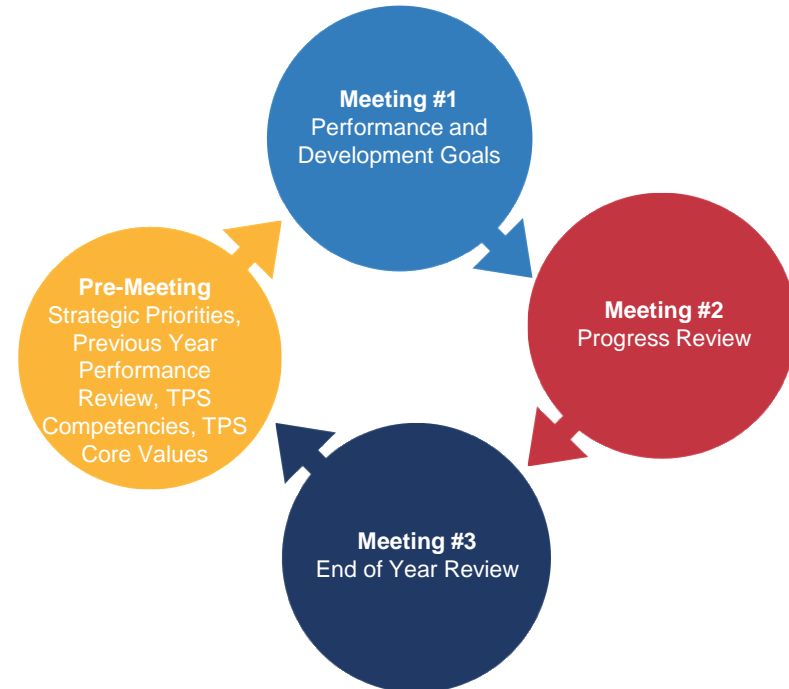 Meeting #1
Performance and
Development Goals
Meeting #2
Progress Review
Meeting #3
End of Year Review
Pre-Meeting
Strategic Priorities,
Previous Year
Performance
Review, TPS
Competencies, TPS
Core Values